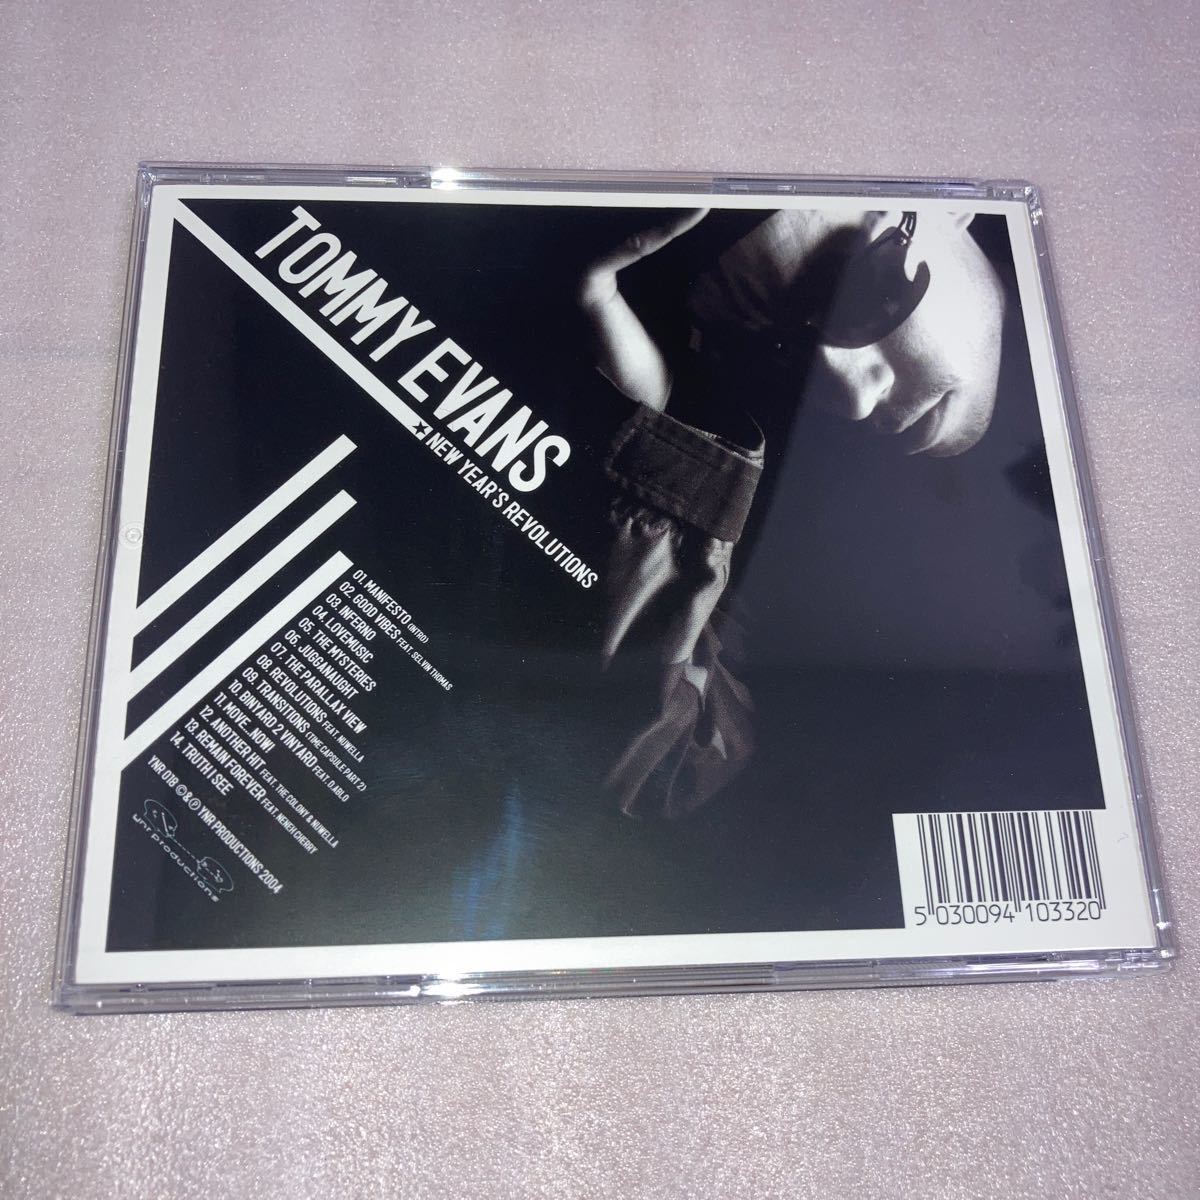 TOMMY EVANS
NEW YEAR'S REVOLUTIONS
01. MANIFESTO (INTRO)
02. GOOD VIBES FEAT. SELVIN THOMAS
03. INFERNO
04. LOVEMUSIC
05. THE MYSTERIES
06. JUGGANAUGHT
07. THE PARALLAX VIEW
08. REVOLUTIONS FEAT. NUWELLA
09. TRANSITIONS (TIME CAPSULE PART 2)
10. BINYARD 2 VINYARD FEAT. D.ABLO
11. MOVE...NOW!
12. ANOTHER HIT FEAT. THE COLONY & NUWELLA
13. REMAIN FOREVER FEAT. NENEH CHERRY
14. TRUTH I SEE
YNR 018 ©&℗ YNR PRODUCTIONS 2004
ynr productions
5 030094 103320